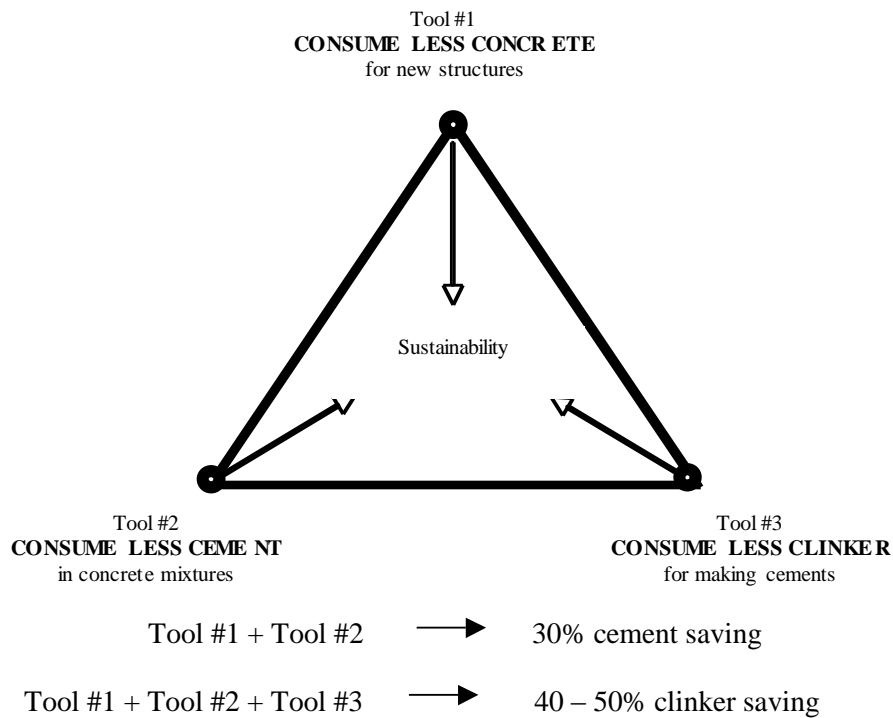 Tool #1
CONSUME LESS CONCRETE
for new structures
Sustainability
Tool #2
CONSUME LESS CEMENT
in concrete mixtures
Tool #3
CONSUME LESS CLINKER
for making cements
Tool #1 + Tool #2 30% cement saving
Tool #1 + Tool #2 + Tool #3 40 – 50% clinker saving